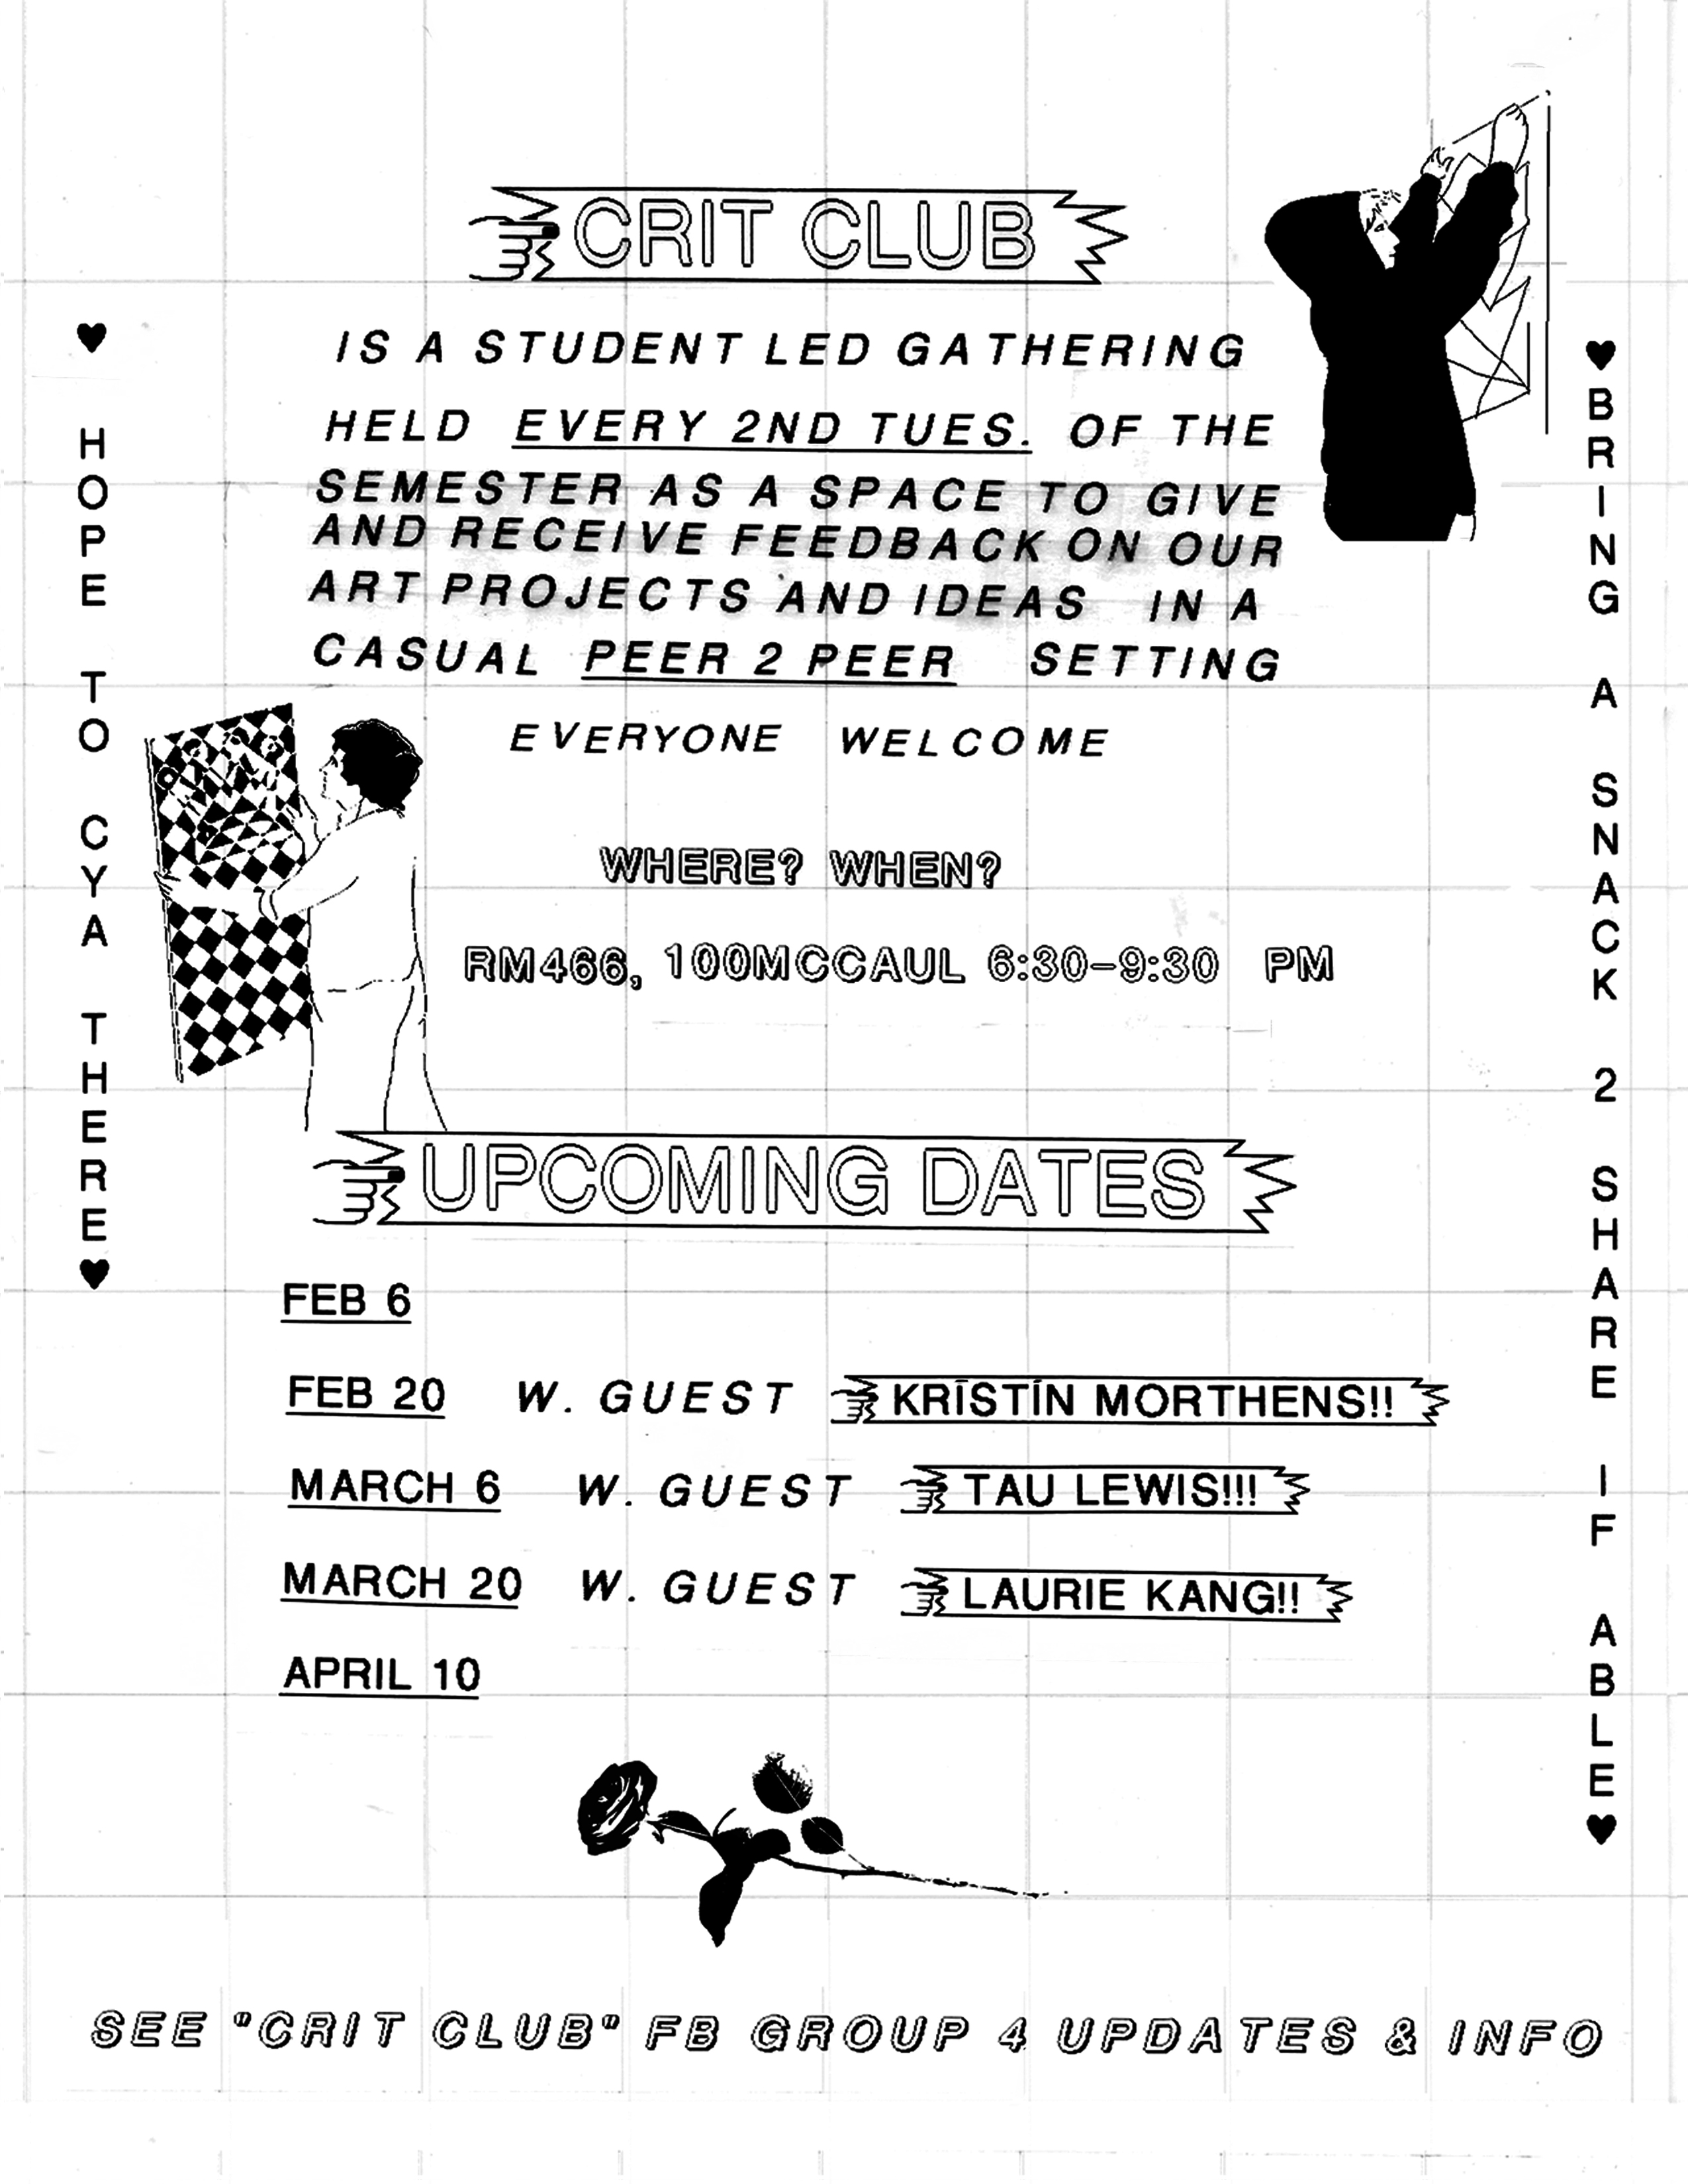 CRIT CLUB
IS A STUDENT LED GATHERING
HELD EVERY 2ND TUES. OF THE
SEMESTER AS A SPACE TO GIVE
AND RECEIVE FEEDBACK ON OUR
ART PROJECTS AND IDEAS IN A
CASUAL PEER 2 PEER SETTING
EVERYONE WELCOME
WHERE? WHEN?
RM466, 100MCCAUL 6:30-9:30 PM
♥ HOPE TO CYA THERE♥
♥BRING A SNACK 2 SHARE IF ABLE♥
UPCOMING DATES
FEB 6
FEB 20 W. GUEST KRĪSTÍN MORTHENS!!
MARCH 6 W. GUEST TAU LEWIS!!!
MARCH 20 W. GUEST LAURIE KANG!!
APRIL 10
SEE "CRIT CLUB" FB GROUP 4 UPDATES & INFO